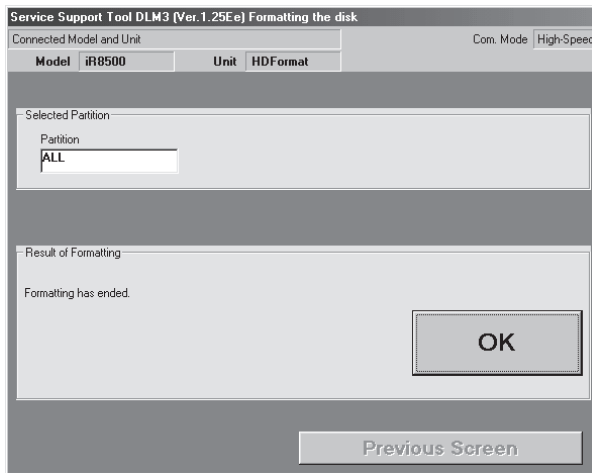 Service Support Tool DLM3 (Ver.1.25Ee) Formatting the disk
Connected Model and Unit
Com. Mode High-Speed
Model iR8500 Unit HDFormat
Selected Partition
Partition
ALL
Result of Formatting
Formatting has ended.
OK
Previous Screen